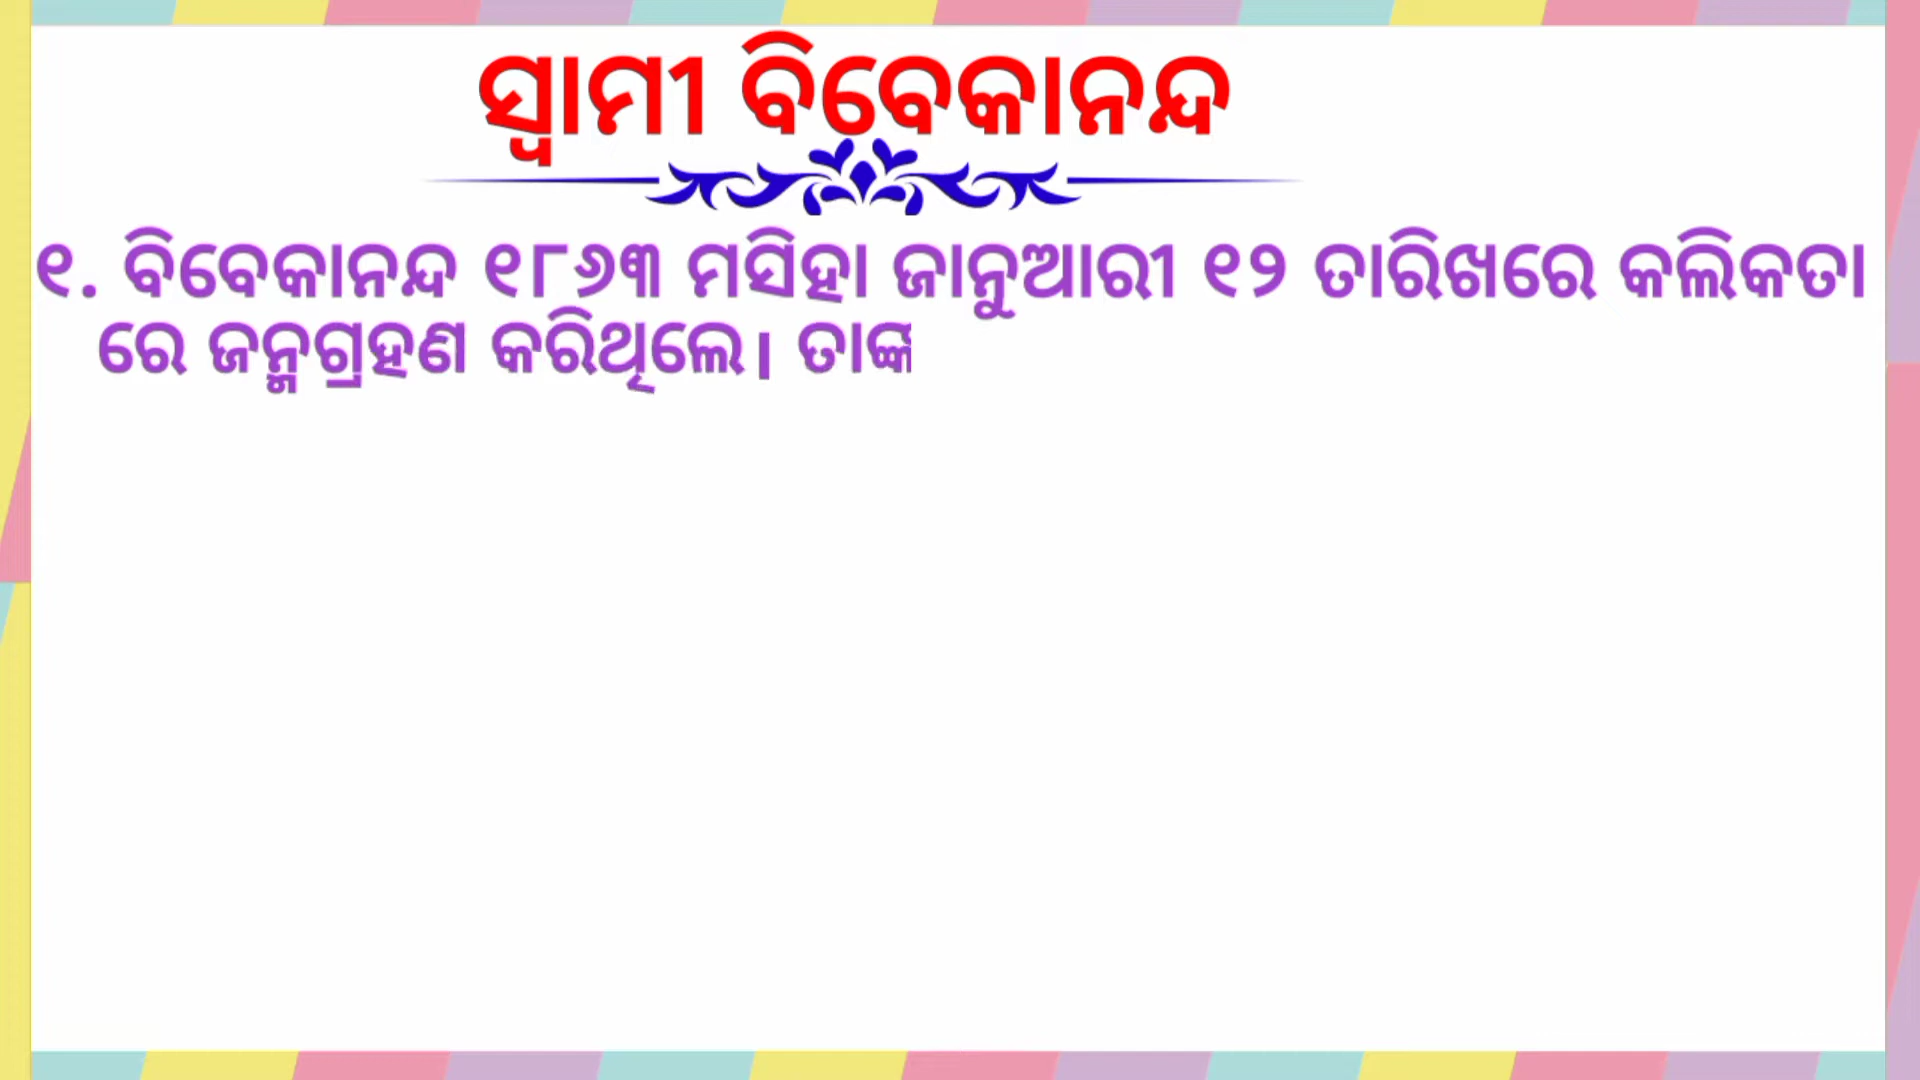 ସ୍ୱାମୀ ବିବେକାନନ୍ଦ
୧. ବିବେକାନନ୍ଦ ୧୮୬୩ ମସିହା ଜାନୁଆରୀ ୧୨ ତାରିଖରେ କଲିକତା
ରେ ଜନ୍ମଗ୍ରହଣ କରିଥିଲେ।